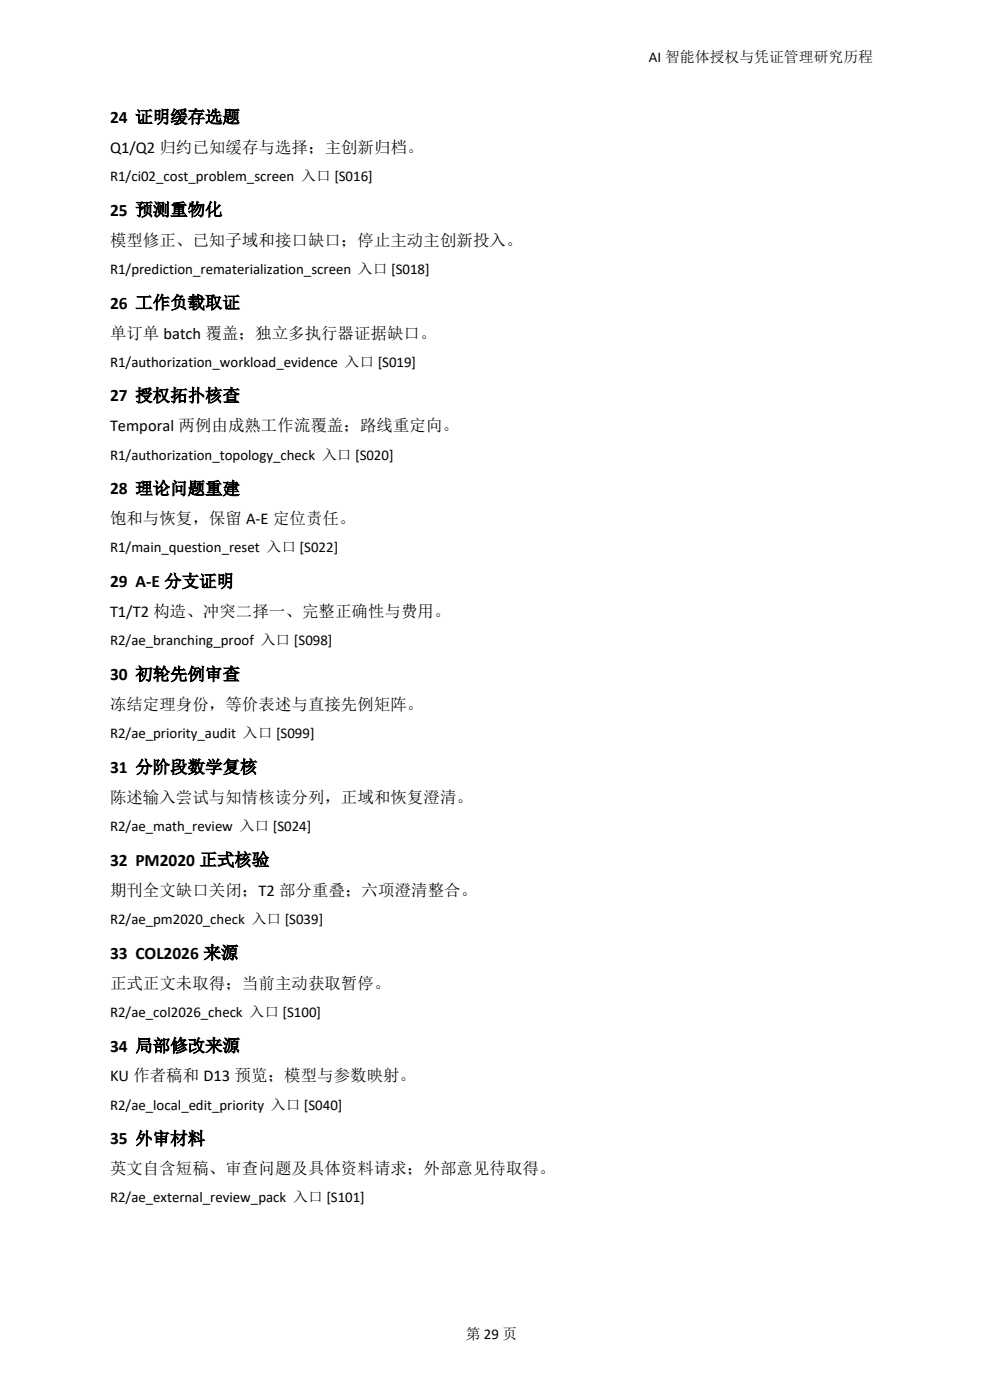 AI 智能体授权与凭证管理研究历程
24 证明缓存选题
Q1/Q2 归约已知缓存与选择；主创新归档。
R1/ci02_cost_problem_screen 入口 [S016]
25 预测重物化
模型修正、已知子域和接口缺口；停止主动主创新投入。
R1/prediction_rematerialization_screen 入口 [S018]
26 工作负载取证
单订单 batch 覆盖；独立多执行器证据缺口。
R1/authorization_workload_evidence 入口 [S019]
27 授权拓扑核查
Temporal 两例由成熟工作流覆盖；路线重定向。
R1/authorization_topology_check 入口 [S020]
28 理论问题重建
饱和与恢复，保留 A-E 定位责任。
R1/main_question_reset 入口 [S022]
29 A-E 分支证明
T1/T2 构造、冲突二择一、完整正确性与费用。
R2/ae_branching_proof 入口 [S098]
30 初轮先例审查
冻结定理身份，等价表述与直接先例矩阵。
R2/ae_priority_audit 入口 [S099]
31 分阶段数学复核
陈述输入尝试与知情核读分列，正域和恢复澄清。
R2/ae_math_review 入口 [S024]
32 PM2020 正式核验
期刊全文缺口关闭；T2 部分重叠；六项澄清整合。
R2/ae_pm2020_check 入口 [S039]
33 COL2026 来源
正式正文未取得；当前主动获取暂停。
R2/ae_col2026_check 入口 [S100]
34 局部修改来源
KU 作者稿和 D13 预览；模型与参数映射。
R2/ae_local_edit_priority 入口 [S040]
35 外审材料
英文自含短稿、审查问题及具体资料请求；外部意见待取得。
R2/ae_external_review_pack 入口 [S101]
第 29 页